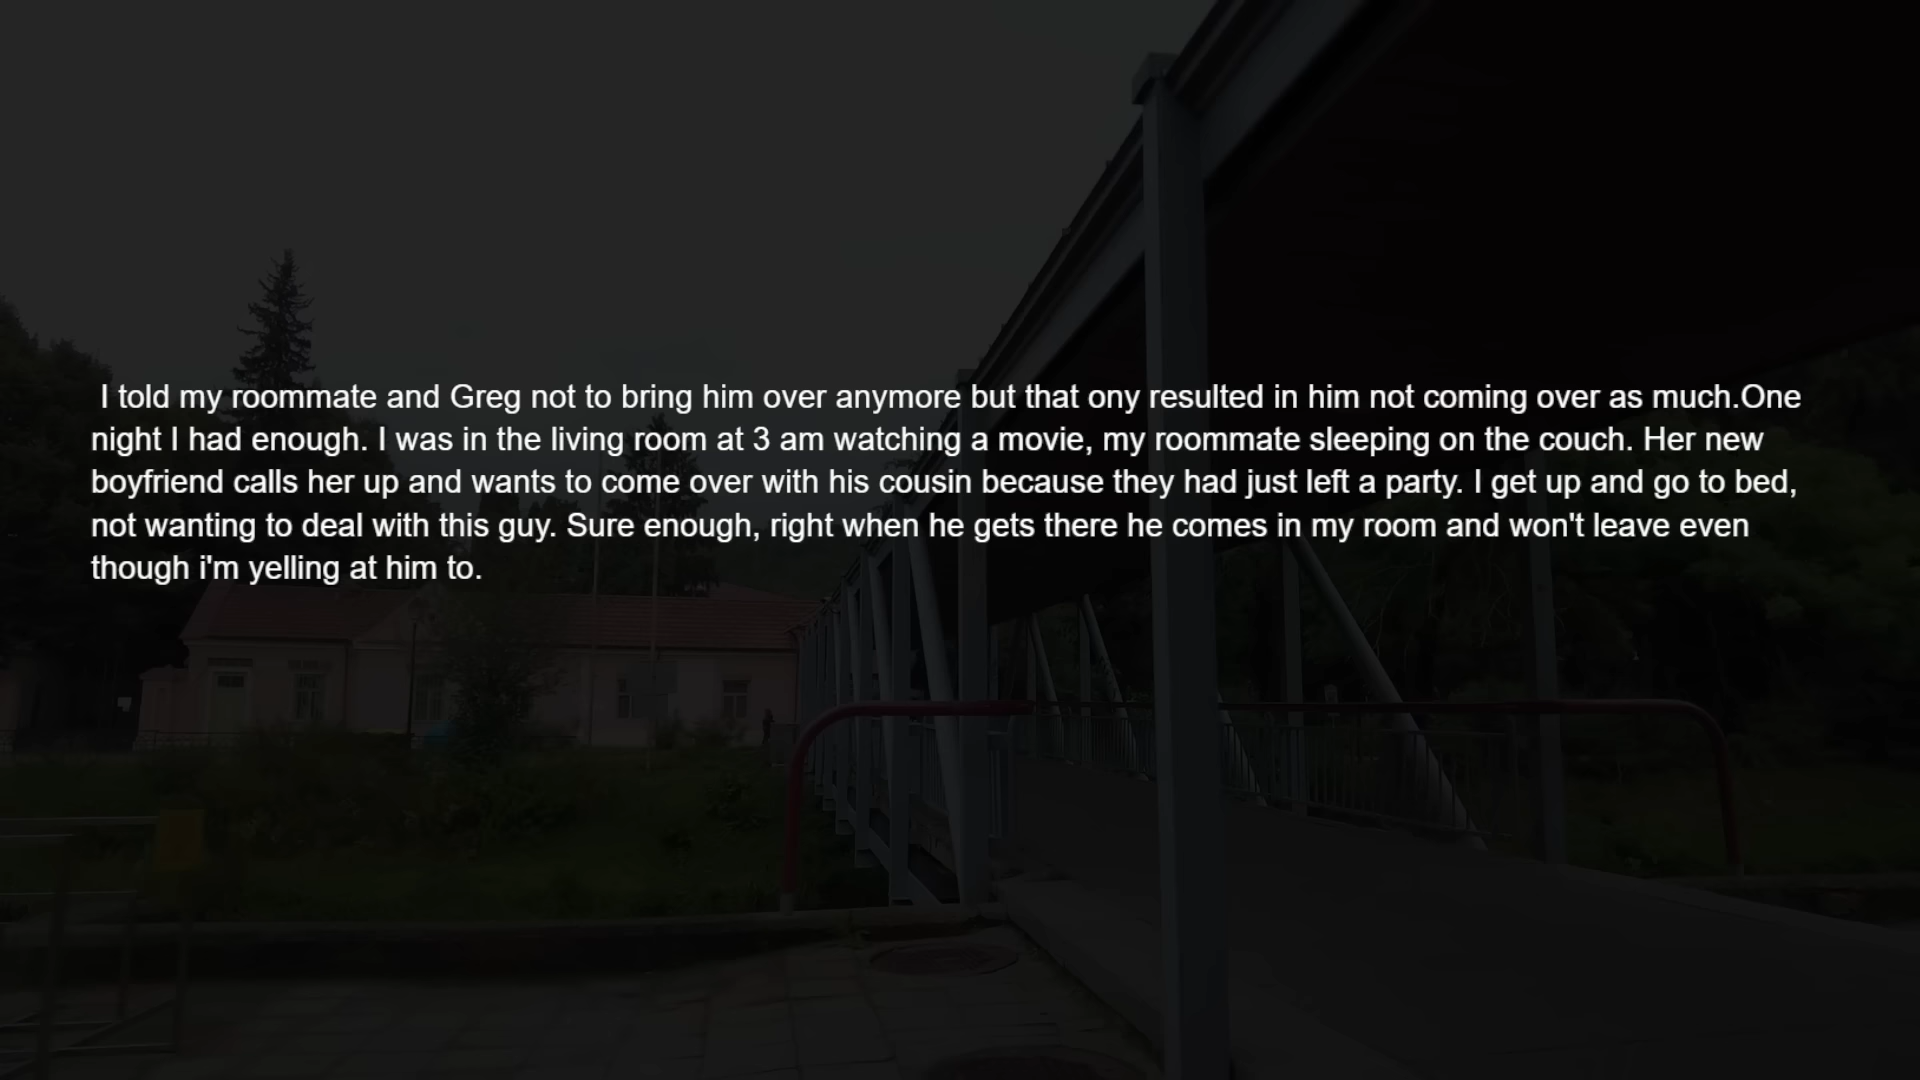 I told my roommate and Greg not to bring him over anymore but that ony resulted in him not coming over as much.One
night I had enough. I was in the living room at 3 am watching a movie, my roommate sleeping on the couch. Her new
boyfriend calls her up and wants to come over with his cousin because they had just left a party. I get up and go to bed,
not wanting to deal with this guy. Sure enough, right when he gets there he comes in my room and won't leave even
though i'm yelling at him to.